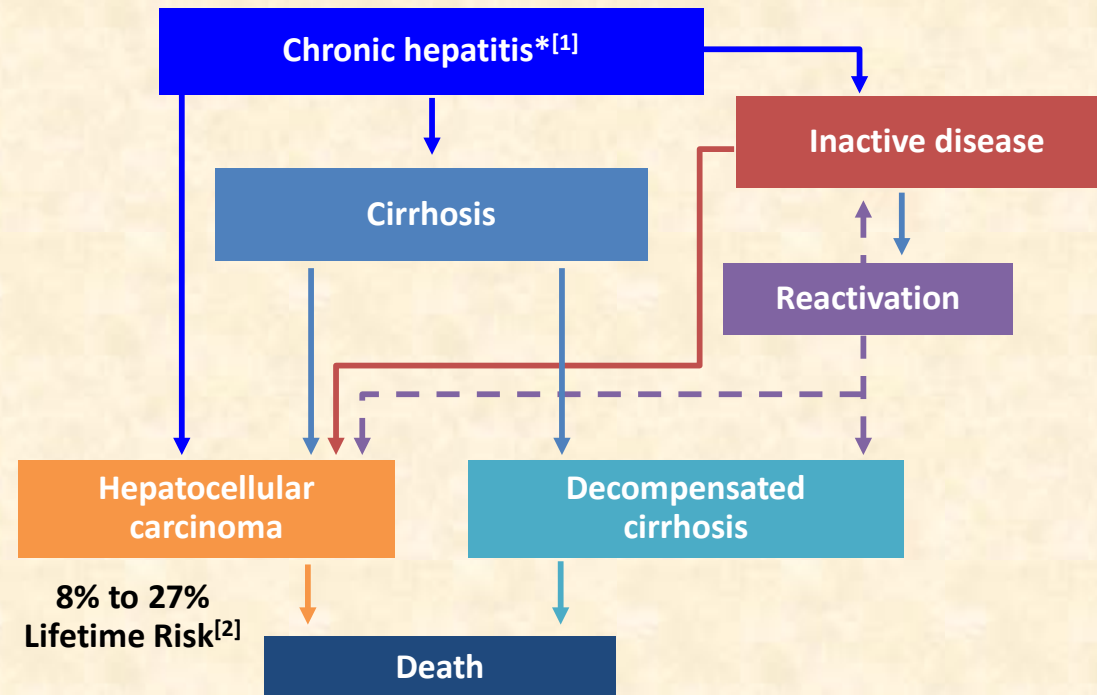 Chronic hepatitis*[1]
Inactive disease
Cirrhosis
Reactivation
Hepatocellular
carcinoma
Decompensated
cirrhosis
8% to 27%
Lifetime Risk[2]
Death